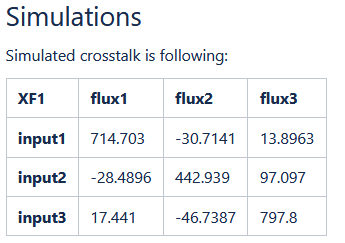 Simulations
Simulated crosstalk is following:
XF1 flux1 flux2 flux3
input1 714.703 -30.7141 13.8963
input2 -28.4896 442.939 97.097
input3 17.441 -46.7387 797.8